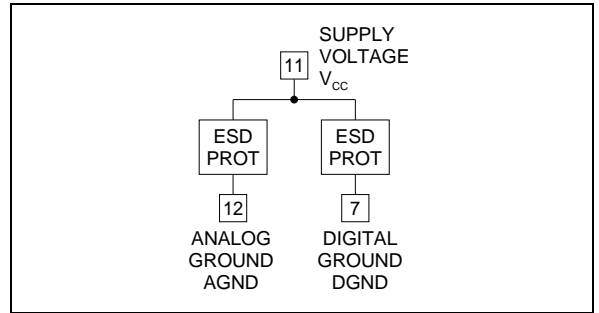 SUPPLY
VOLTAGE
11
V_CC
ESD
PROT
ESD
PROT
12
7
ANALOG
GROUND
AGND
DIGITAL
GROUND
DGND